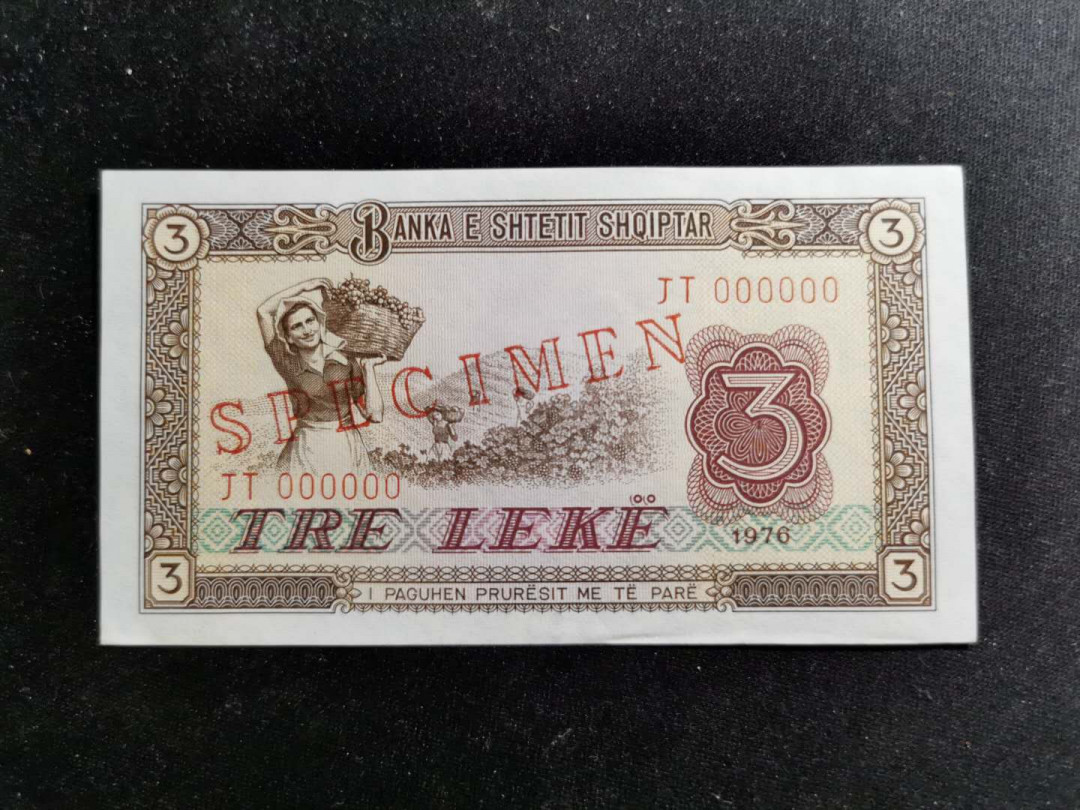 3
BANKA E SHTETIT SHQIPTAR
3
JT 000000
SPECIMEN
3
JT 000000
TRE LEKË
1976
3
I PAGUHEN PRURËSIT ME TË PARË
3